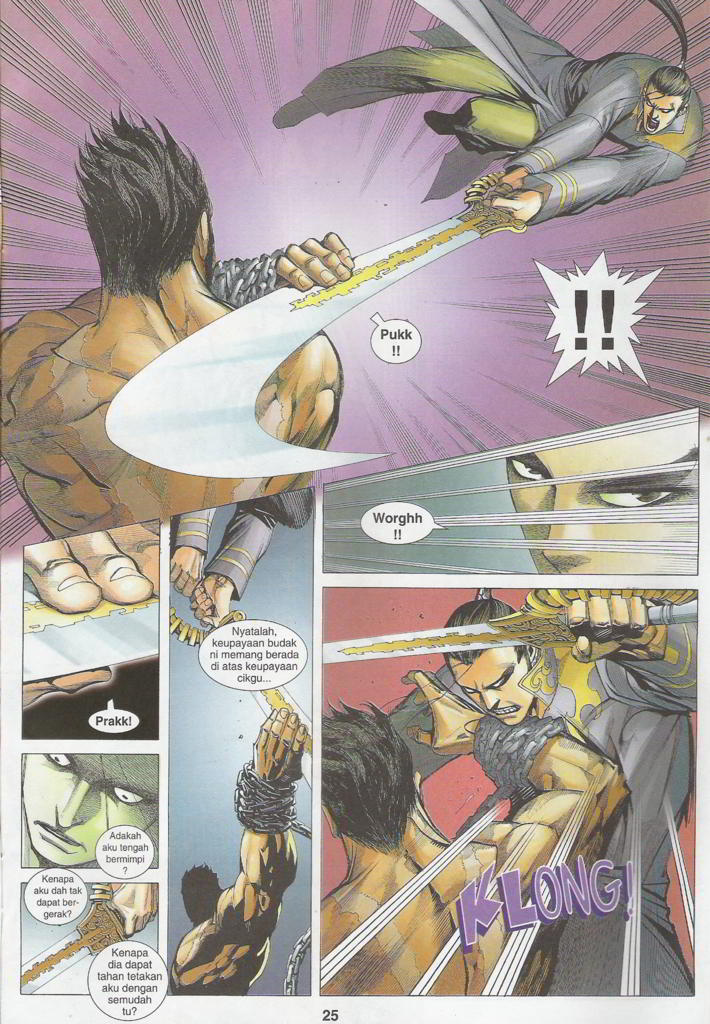 Pukk
!!
!!
Worghh
!!
Prakk!
Nyatalah,
keupayaan budak
ni memang berada
di atas keupayaan
cikgu...
Adakah
aku tengah
bermimpi
?
Kenapa
aku dah tak
dapat ber-
gerak?
Kenapa
dia dapat
tahan tetakan
aku dengan
semudah
tu?
KLONG!
25